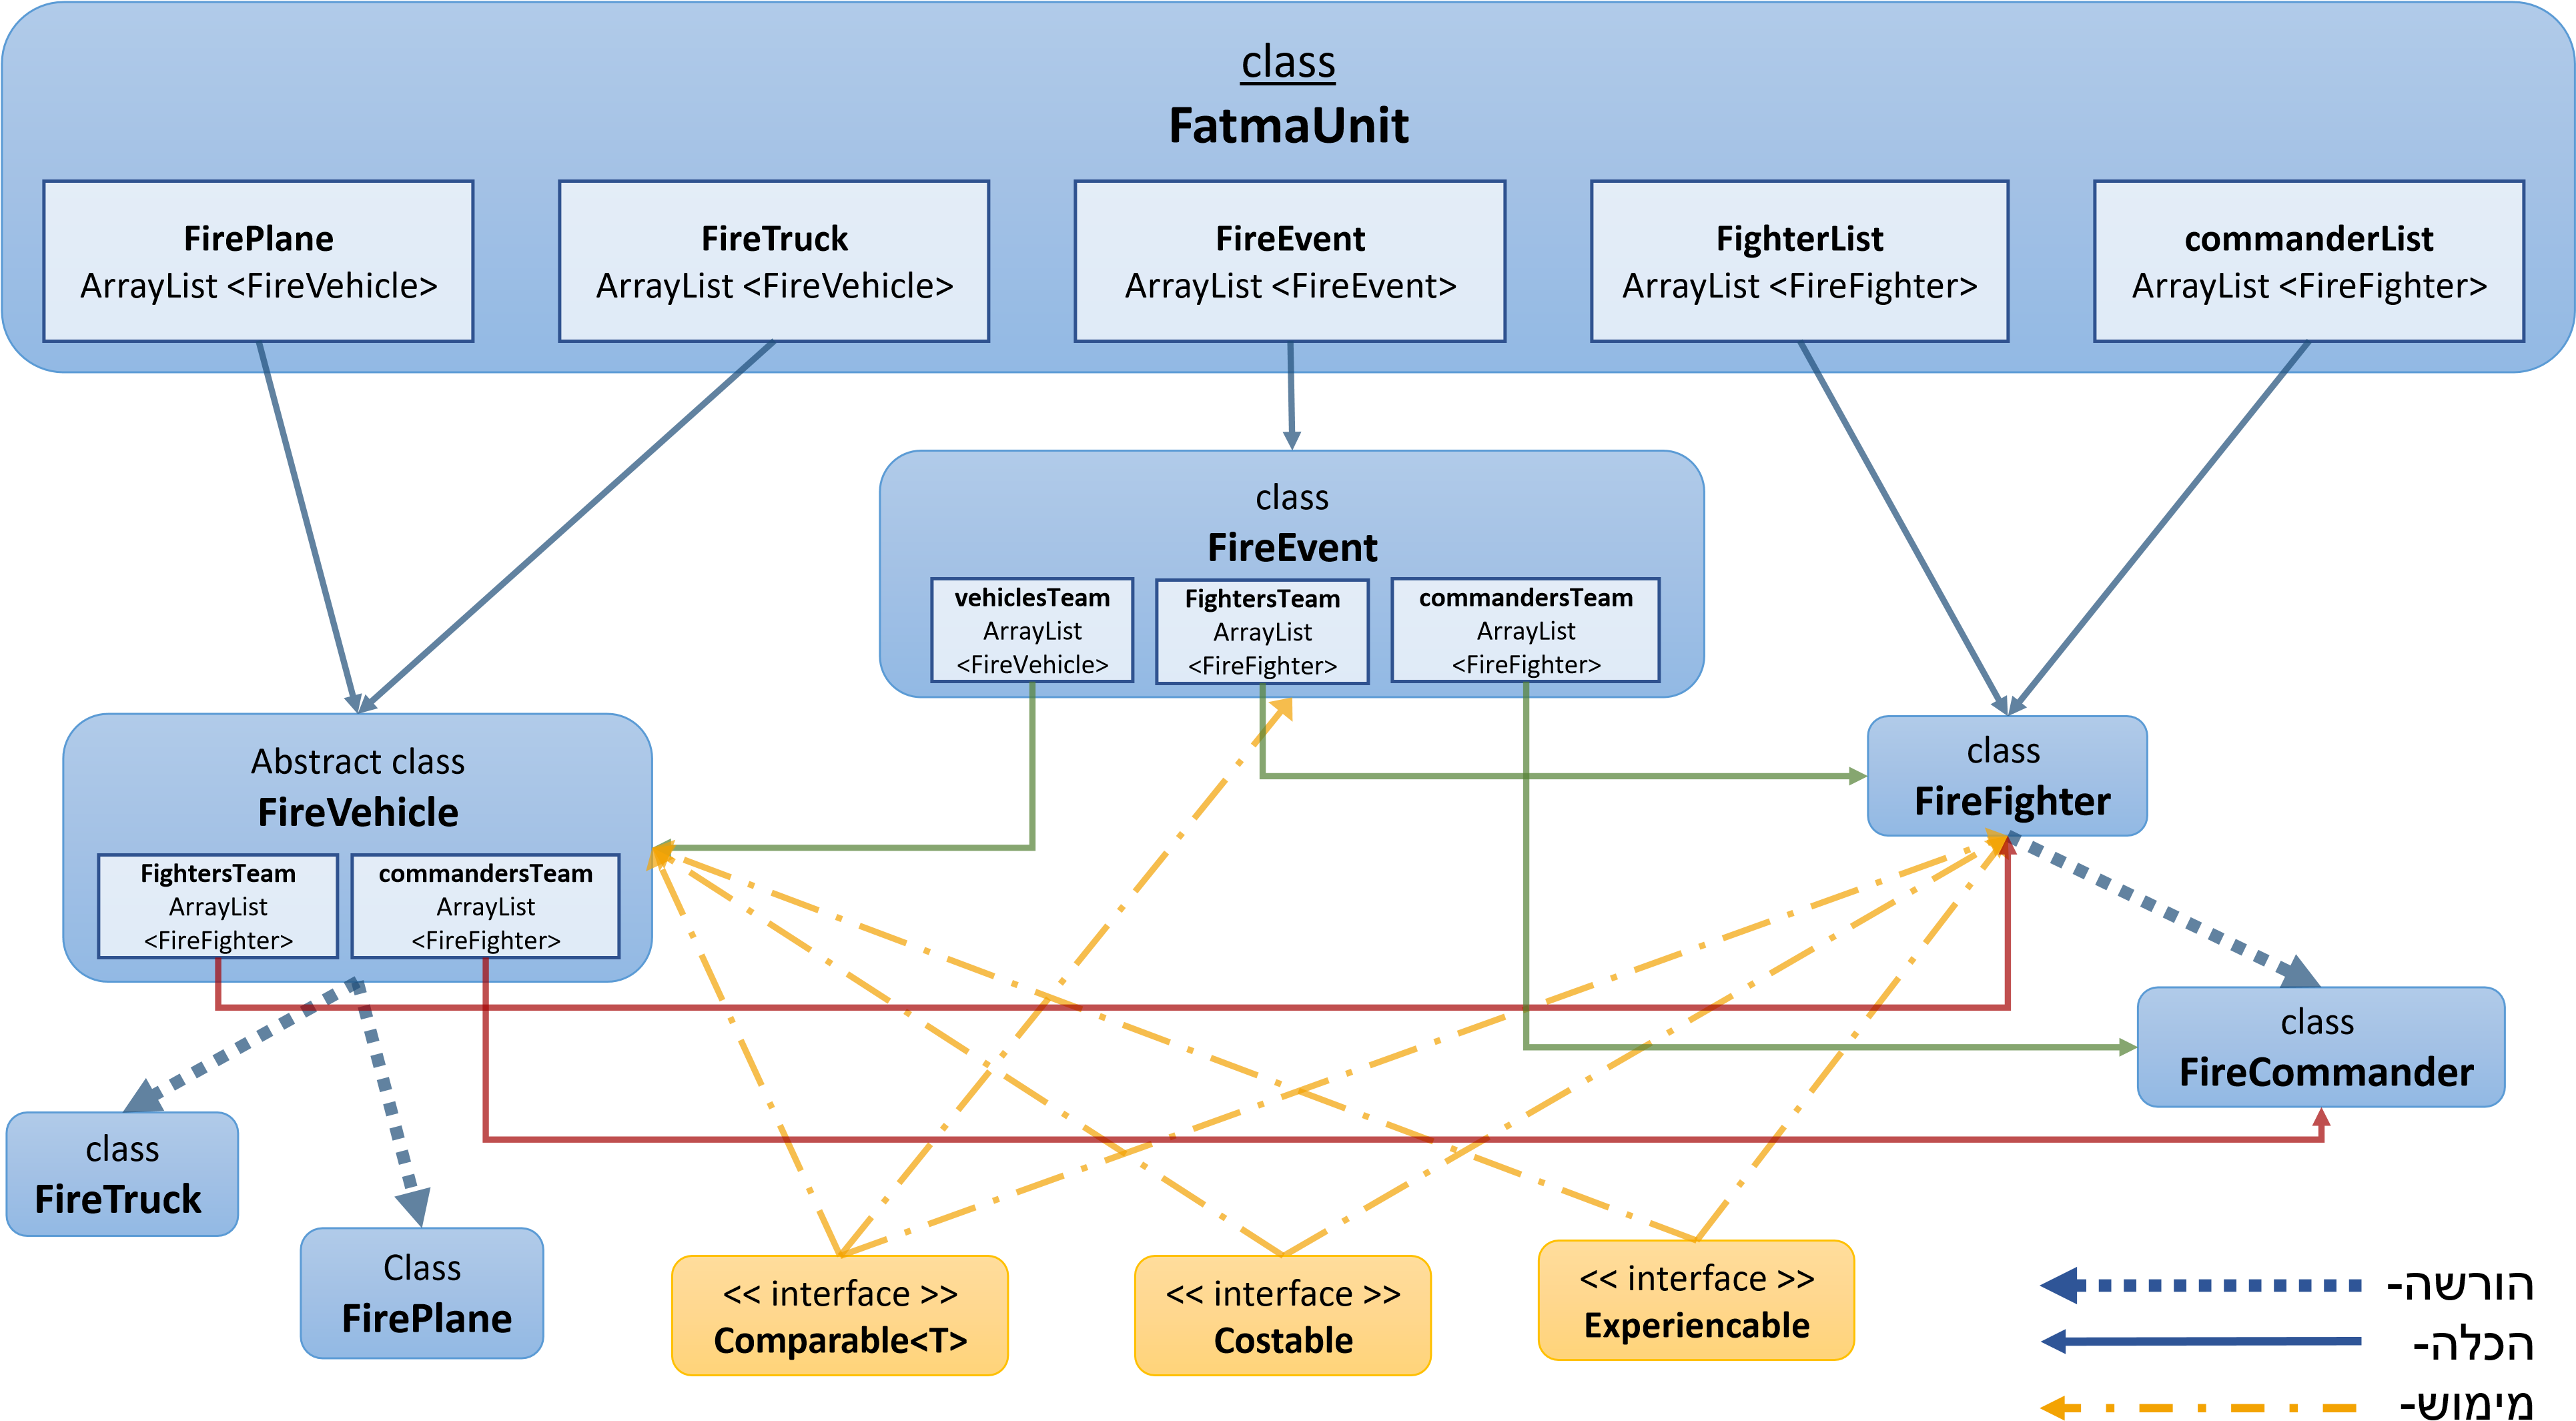 class
FatmaUnit
FirePlane
ArrayList <FireVehicle>
FireTruck
ArrayList <FireVehicle>
FireEvent
ArrayList <FireEvent>
FighterList
ArrayList <FireFighter>
commanderList
ArrayList <FireFighter>
class
FireEvent
vehiclesTeam
ArrayList
<FireVehicle>
FightersTeam
ArrayList
<FireFighter>
commandersTeam
ArrayList
<FireFighter>
Abstract class
FireVehicle
FightersTeam
ArrayList
<FireFighter>
commandersTeam
ArrayList
<FireFighter>
class
FireFighter
class
FireCommander
class
FireTruck
Class
FirePlane
<< interface >>
Comparable<T>
<< interface >>
Costable
<< interface >>
Experiencable
הורשה-
הכלה-
מימוש-